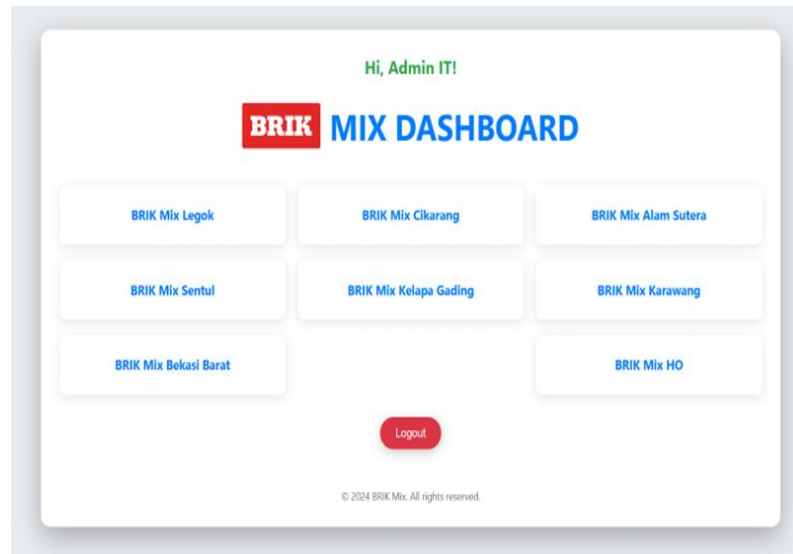 Hi, Admin IT!
BRIK MIX DASHBOARD
BRIK Mix Legok
BRIK Mix Cikarang
BRIK Mix Alam Sutera
BRIK Mix Sentul
BRIK Mix Kelapa Gading
BRIK Mix Karawang
BRIK Mix Bekasi Barat
BRIK Mix HO
Logout
© 2024 BRIK Mix. All rights reserved.